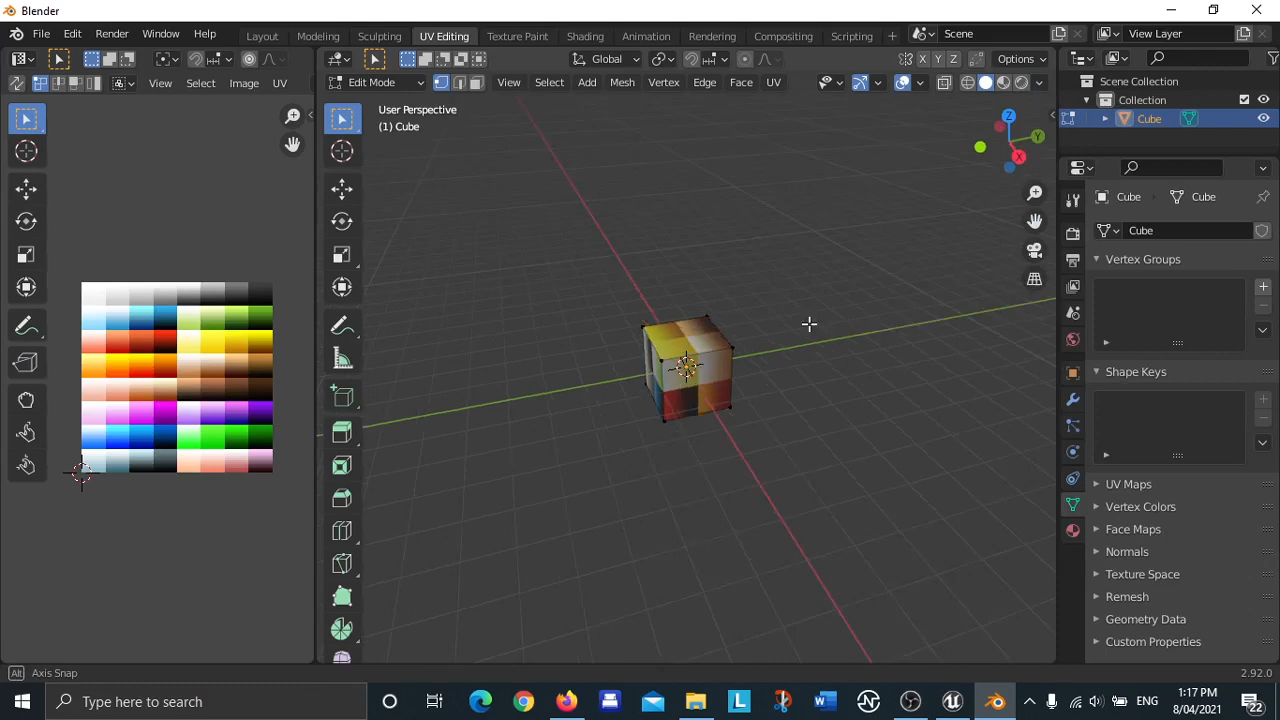 Blender
File Edit Render Window Help Layout Modeling UV Editing Texture Paint Shading Animation Rendering Compositing Scripting Scene View Layer
Global X Y Z Options
View Select Image UV Edit Mode View Select Add Mesh Vertex Edge Face UV
Scene Collection
Collection
Cube
User Perspective
(1) Cube
Z
Y
X
Cube Cube
Cube
Vertex Groups
Shape Keys
UV Maps
Vertex Colors
Face Maps
Normals
Texture Space
Remesh
Geometry Data
Custom Properties
Alt Axis Snap 2.92.0
Type here to search
L
W
ENG
1:17 PM
8/04/2021
22